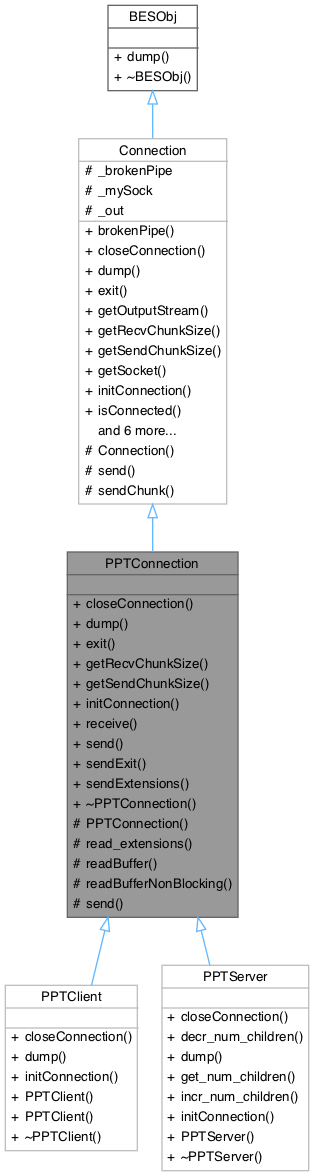 BESObj
+ dump()
+ ~BESObj()
Connection
# _brokenPipe
# _mySock
# _out
+ brokenPipe()
+ closeConnection()
+ dump()
+ exit()
+ getOutputStream()
+ getRecvChunkSize()
+ getSendChunkSize()
+ getSocket()
+ initConnection()
+ isConnected()
and 6 more...
# Connection()
# send()
# sendChunk()
PPTConnection
+ closeConnection()
+ dump()
+ exit()
+ getRecvChunkSize()
+ getSendChunkSize()
+ initConnection()
+ receive()
+ send()
+ sendExit()
+ sendExtensions()
+ ~PPTConnection()
# PPTConnection()
# read_extensions()
# readBuffer()
# readBufferNonBlocking()
# send()
PPTClient
+ closeConnection()
+ dump()
+ initConnection()
+ PPTClient()
+ PPTClient()
+ ~PPTClient()
PPTServer
+ closeConnection()
+ decr_num_children()
+ dump()
+ get_num_children()
+ incr_num_children()
+ initConnection()
+ PPTServer()
+ ~PPTServer()